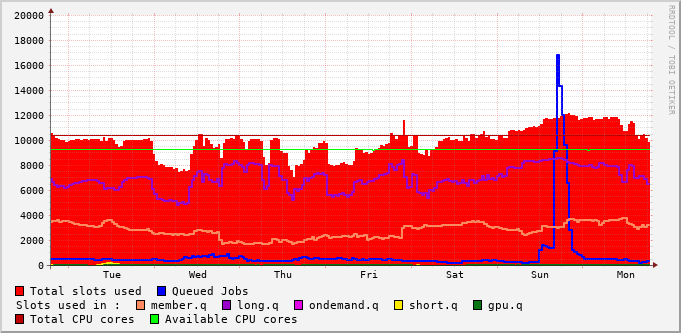 20000
18000
16000
14000
12000
10000
8000
6000
4000
2000
0
Tue Wed Thu Fri Sat Sun Mon
RRDTOOL / TOBI OETIKER
Total slots used Queued Jobs
Slots used in : member.q long.q ondemand.q short.q gpu.q
Total CPU cores Available CPU cores